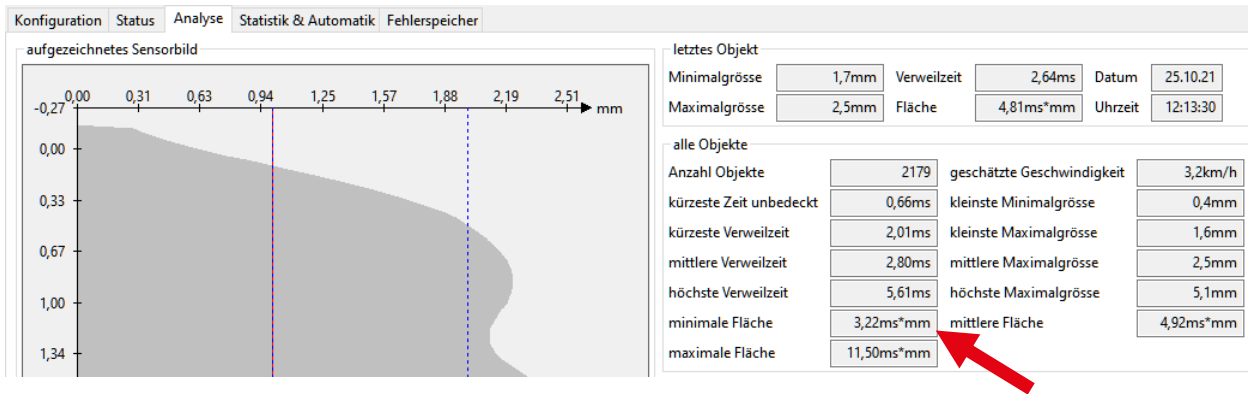 Konfiguration Status Analyse Statistik & Automatik Fehlerspeicher
aufgezeichnetes Sensorbild
-0,27 0,00 0,31 0,63 0,94 1,25 1,57 1,88 2,19 2,51 mm
0,00
0,33
0,67
1,00
1,34
letztes Objekt
Minimalgrösse 1,7mm Verweilzeit 2,64ms Datum 25.10.21
Maximalgrösse 2,5mm Fläche 4,81ms*mm Uhrzeit 12:13:30
alle Objekte
Anzahl Objekte 2179 geschätzte Geschwindigkeit 3,2km/h
kürzeste Zeit unbedeckt 0,66ms kleinste Minimalgrösse 0,4mm
kürzeste Verweilzeit 2,01ms kleinste Maximalgrösse 1,6mm
mittlere Verweilzeit 2,80ms mittlere Maximalgrösse 2,5mm
höchste Verweilzeit 5,61ms höchste Maximalgrösse 5,1mm
minimale Fläche 3,22ms*mm mittlere Fläche 4,92ms*mm
maximale Fläche 11,50ms*mm